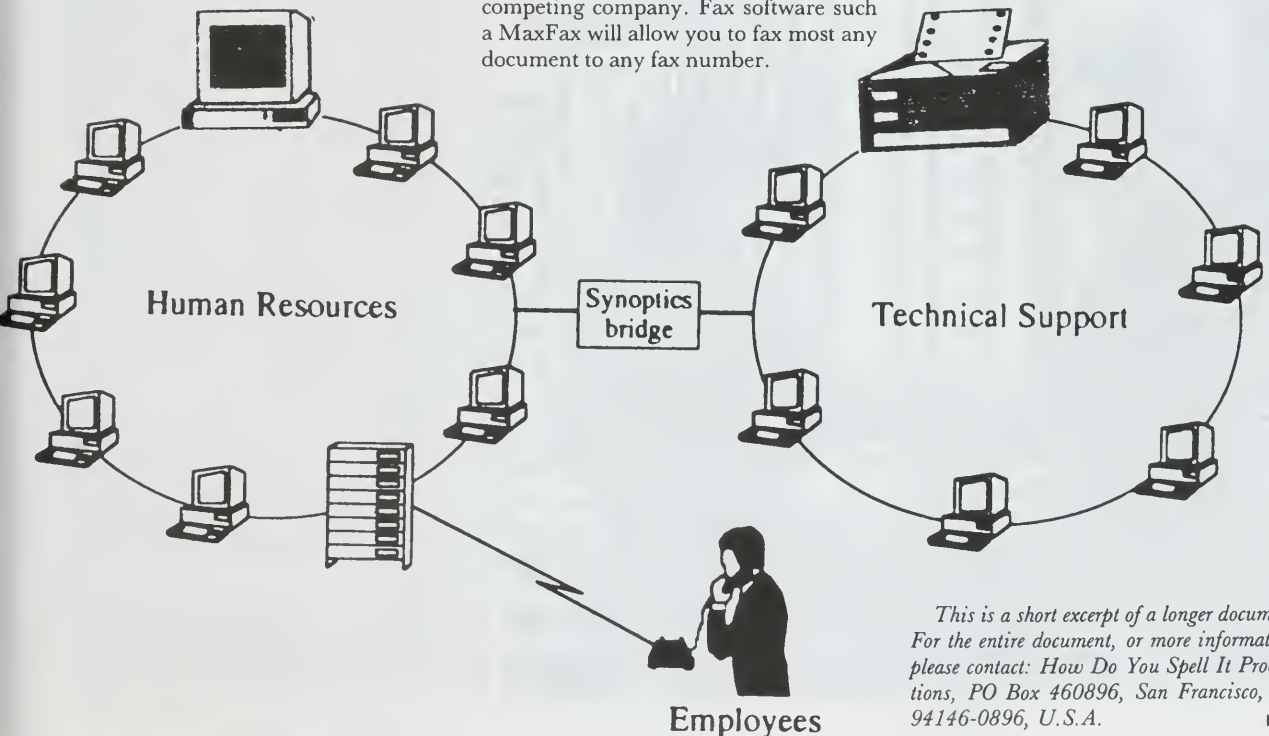 competing company. Fax software such
a MaxFax will allow you to fax most any
document to any fax number.
Human Resources
Synoptics
bridge
Technical Support
Employees
This is a short excerpt of a longer docum
For the entire document, or more informat
please contact: How Do You Spell It Prod
tions, PO Box 460896, San Francisco,
94146-0896, U.S.A.